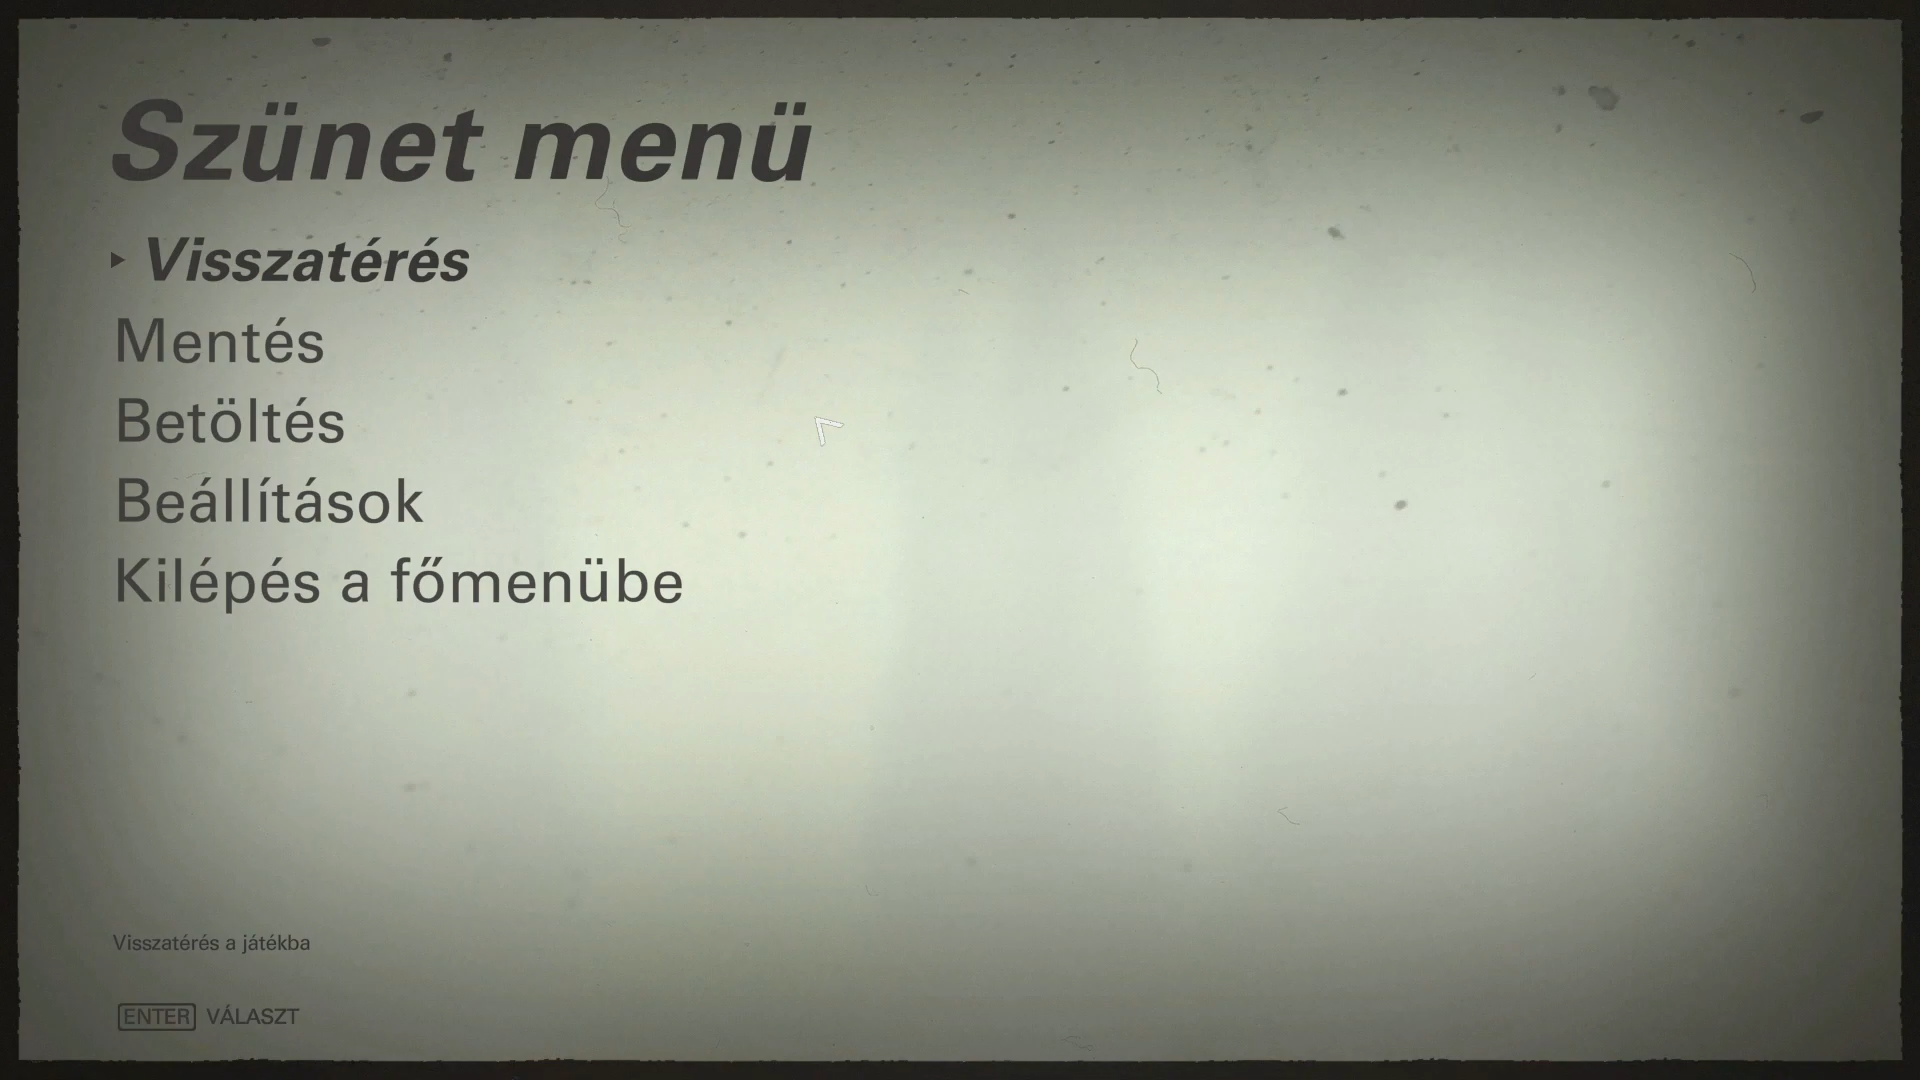 Szünet menü
Visszatérés
Mentés
Betöltés
Beállítások
Kilépés a főmenübe
Visszatérés a játékba
ENTER VÁLASZT